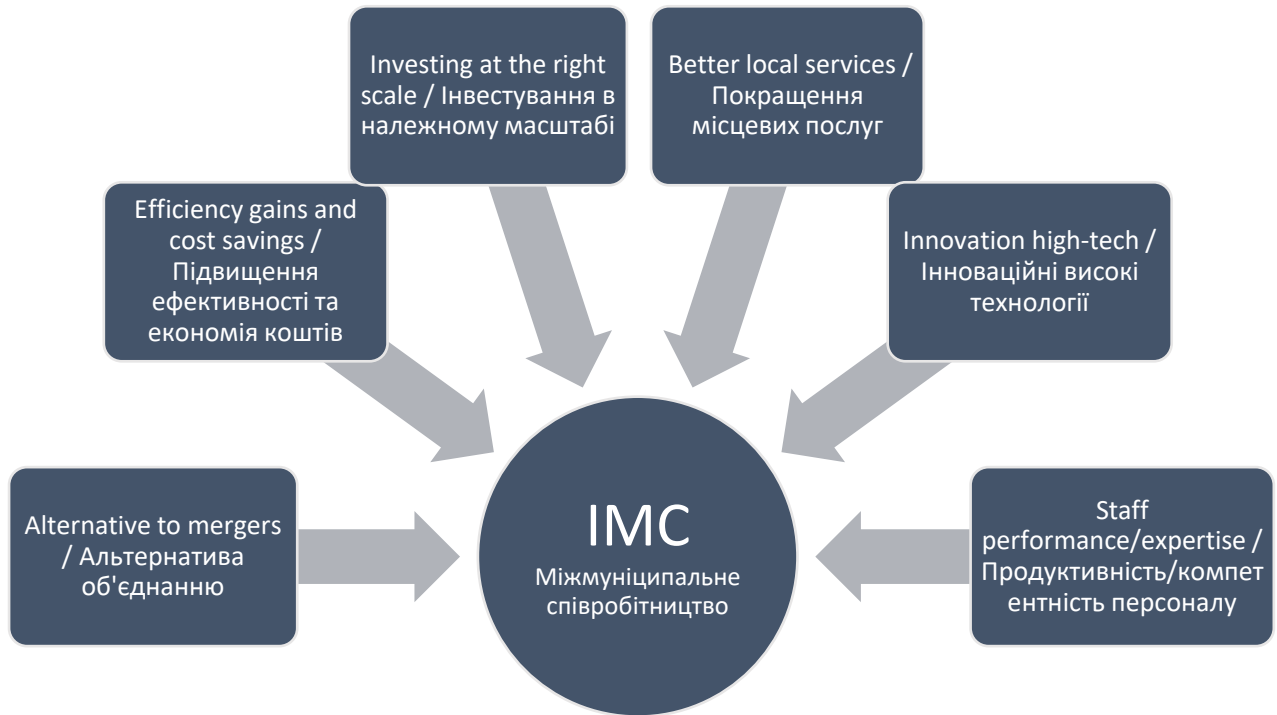 Investing at the right
scale / Інвестування в
належному масштабі
Better local services /
Покращення
місцевих послуг
Efficiency gains and
cost savings /
Підвищення
ефективності та
економія коштів
Innovation high-tech /
Інноваційні високі
технології
Alternative to mergers
/ Альтернатива
об'єднанню
IMC
Міжмуніципальне
співробітництво
Staff
performance/expertise /
Продуктивність/компет
ентність персоналу